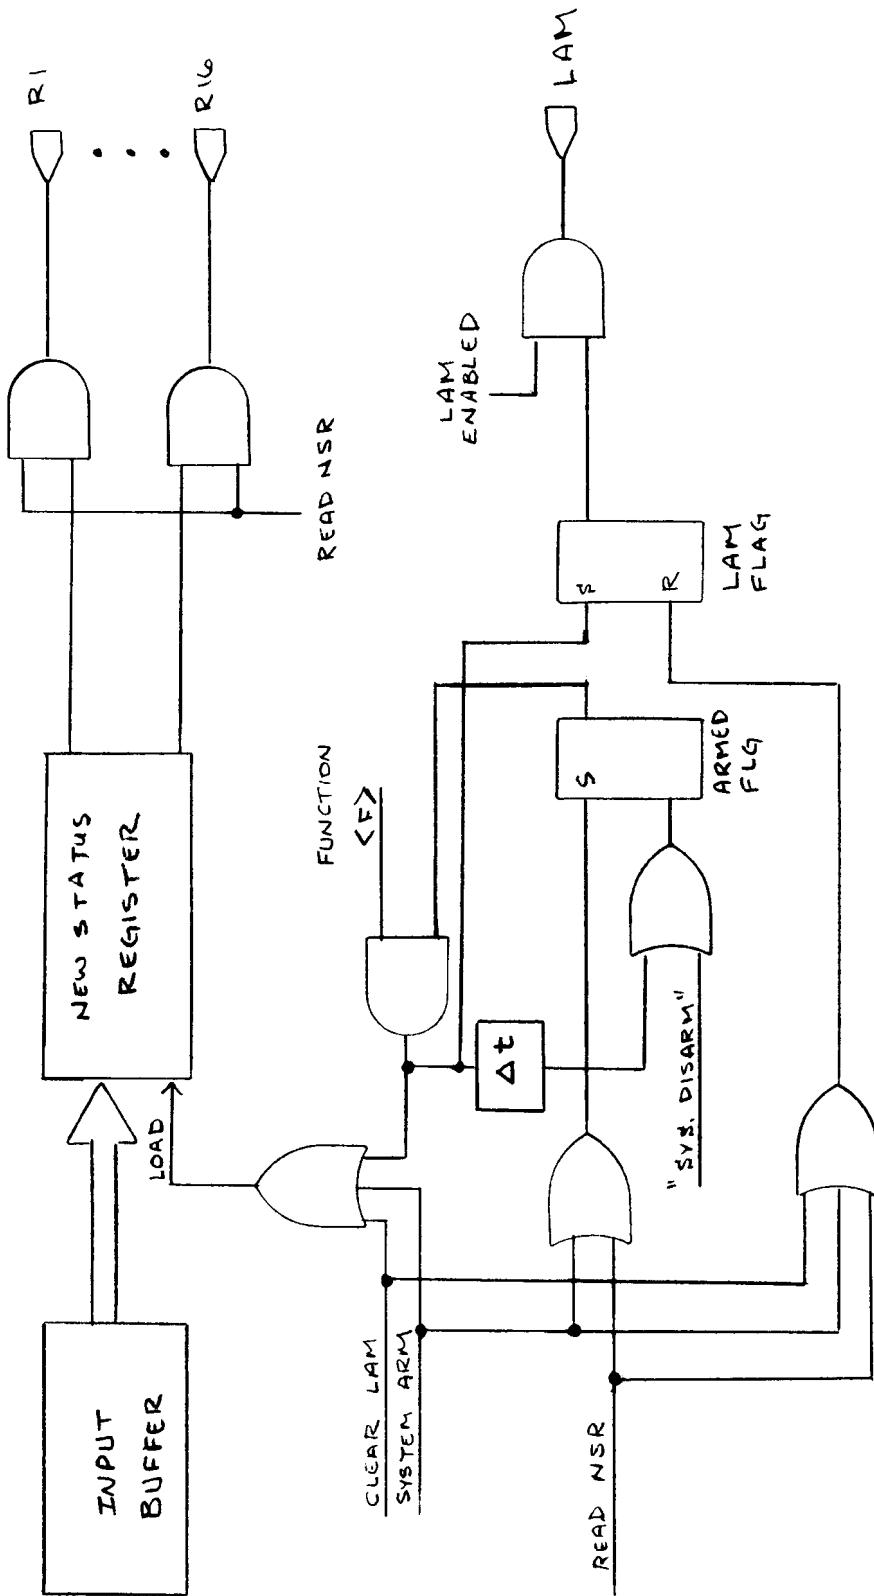 INPUT
BUFFER
LOAD
NEW STATUS
REGISTER
R1
R16
READ NSR
CLEAR LAM
SYSTEM ARM
READ NSR
FUNCTION
<F>
Δt
"SYS. DISARM"
S
ARMED
FLG
S
R
LAM
FLAG
LAM
ENABLED
LAM